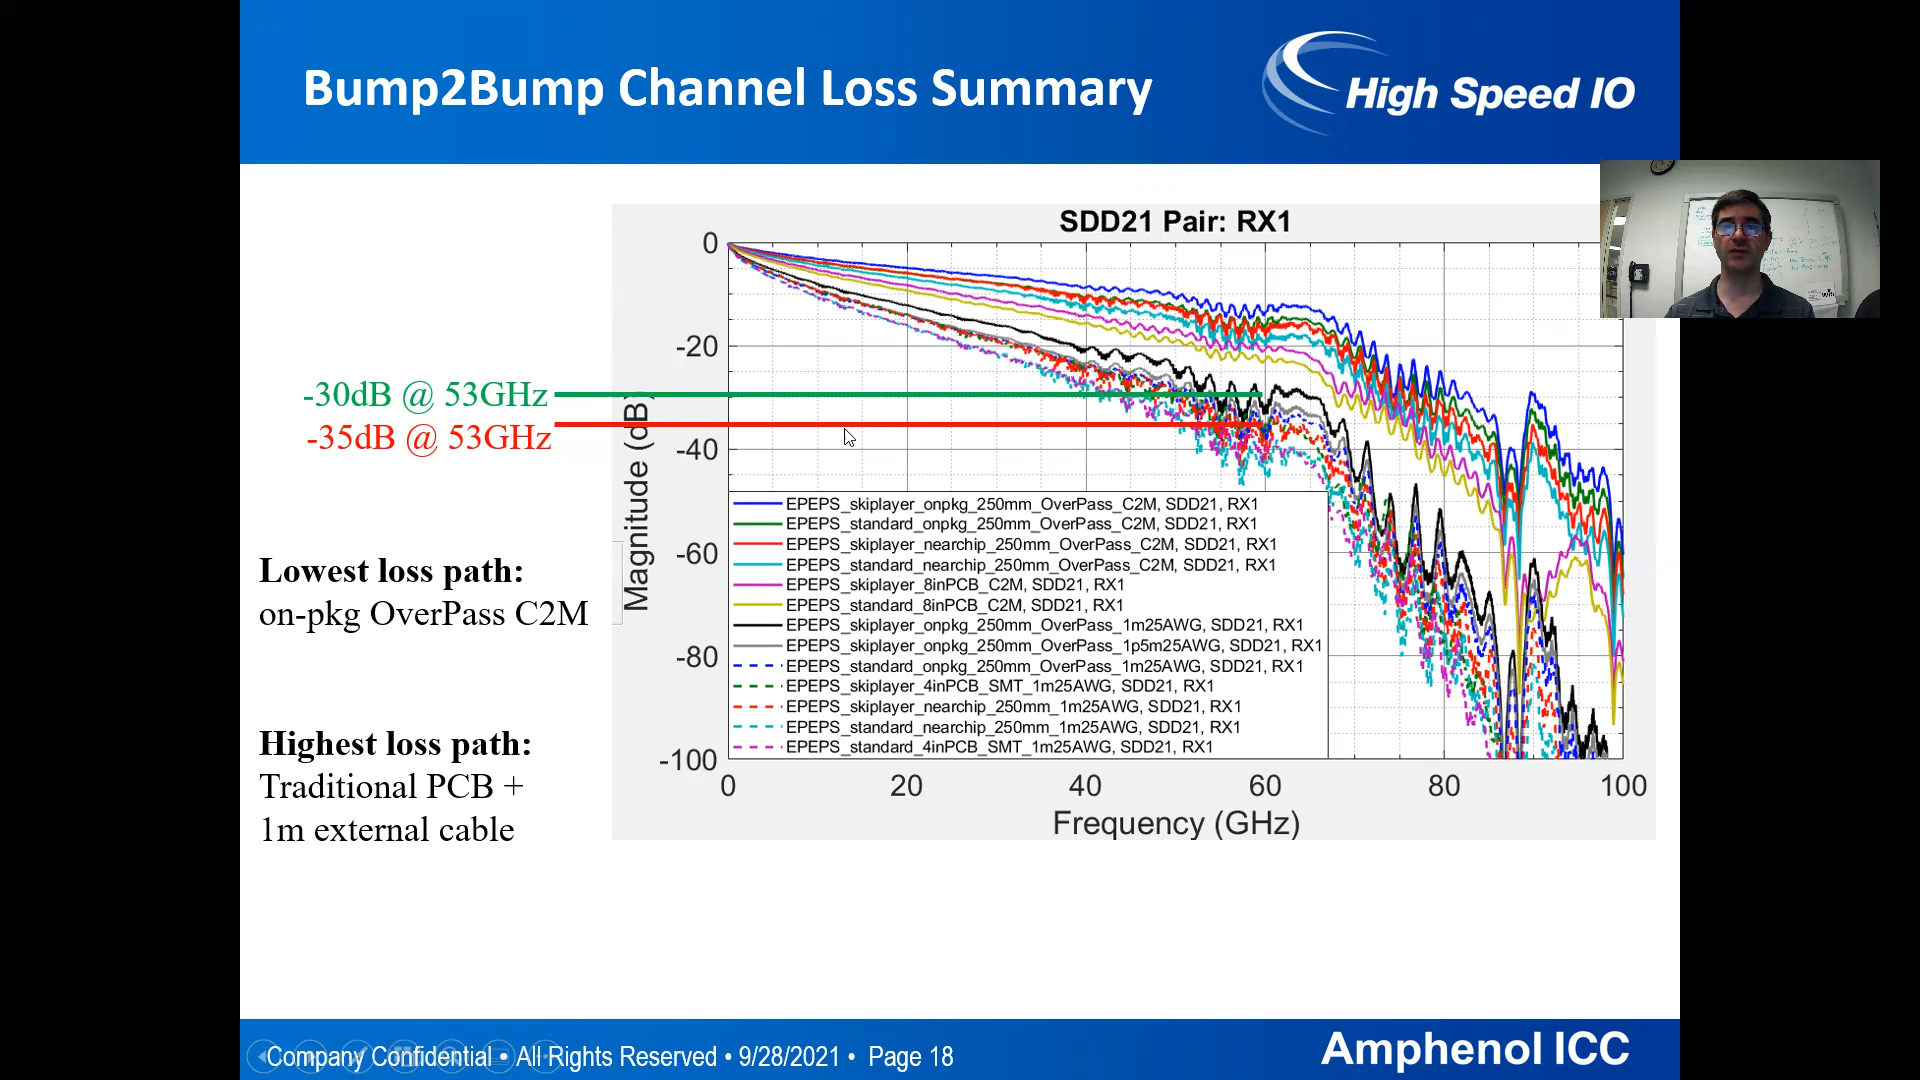 Bump2Bump Channel Loss Summary
High Speed IO
SDD21 Pair: RX1
-30dB @ 53GHz
-35dB @ 53GHz
Lowest loss path:
on-pkg OverPass C2M
Highest loss path:
Traditional PCB +
1m external cable
Magnitude (dB)
0
-20
-40
-60
-80
-100
EPEPS_skiplayer_onpkg_250mm_OverPass_C2M, SDD21, RX1
EPEPS_standard_onpkg_250mm_OverPass_C2M, SDD21, RX1
EPEPS_skiplayer_nearchip_250mm_OverPass_C2M, SDD21, RX1
EPEPS_standard_nearchip_250mm_OverPass_C2M, SDD21, RX1
EPEPS_skiplayer_8inPCB_C2M, SDD21, RX1
EPEPS_standard_8inPCB_C2M, SDD21, RX1
EPEPS_skiplayer_onpkg_250mm_OverPass_1m25AWG, SDD21, RX1
EPEPS_skiplayer_onpkg_250mm_OverPass_1p5m25AWG, SDD21, RX1
EPEPS_standard_onpkg_250mm_OverPass_1m25AWG, SDD21, RX1
EPEPS_skiplayer_4inPCB_SMT_1m25AWG, SDD21, RX1
EPEPS_skiplayer_nearchip_250mm_1m25AWG, SDD21, RX1
EPEPS_standard_nearchip_250mm_1m25AWG, SDD21, RX1
EPEPS_standard_4inPCB_SMT_1m25AWG, SDD21, RX1
0 20 40 60 80 100
Frequency (GHz)
Company Confidential • All Rights Reserved • 9/28/2021 • Page 18
Amphenol ICC